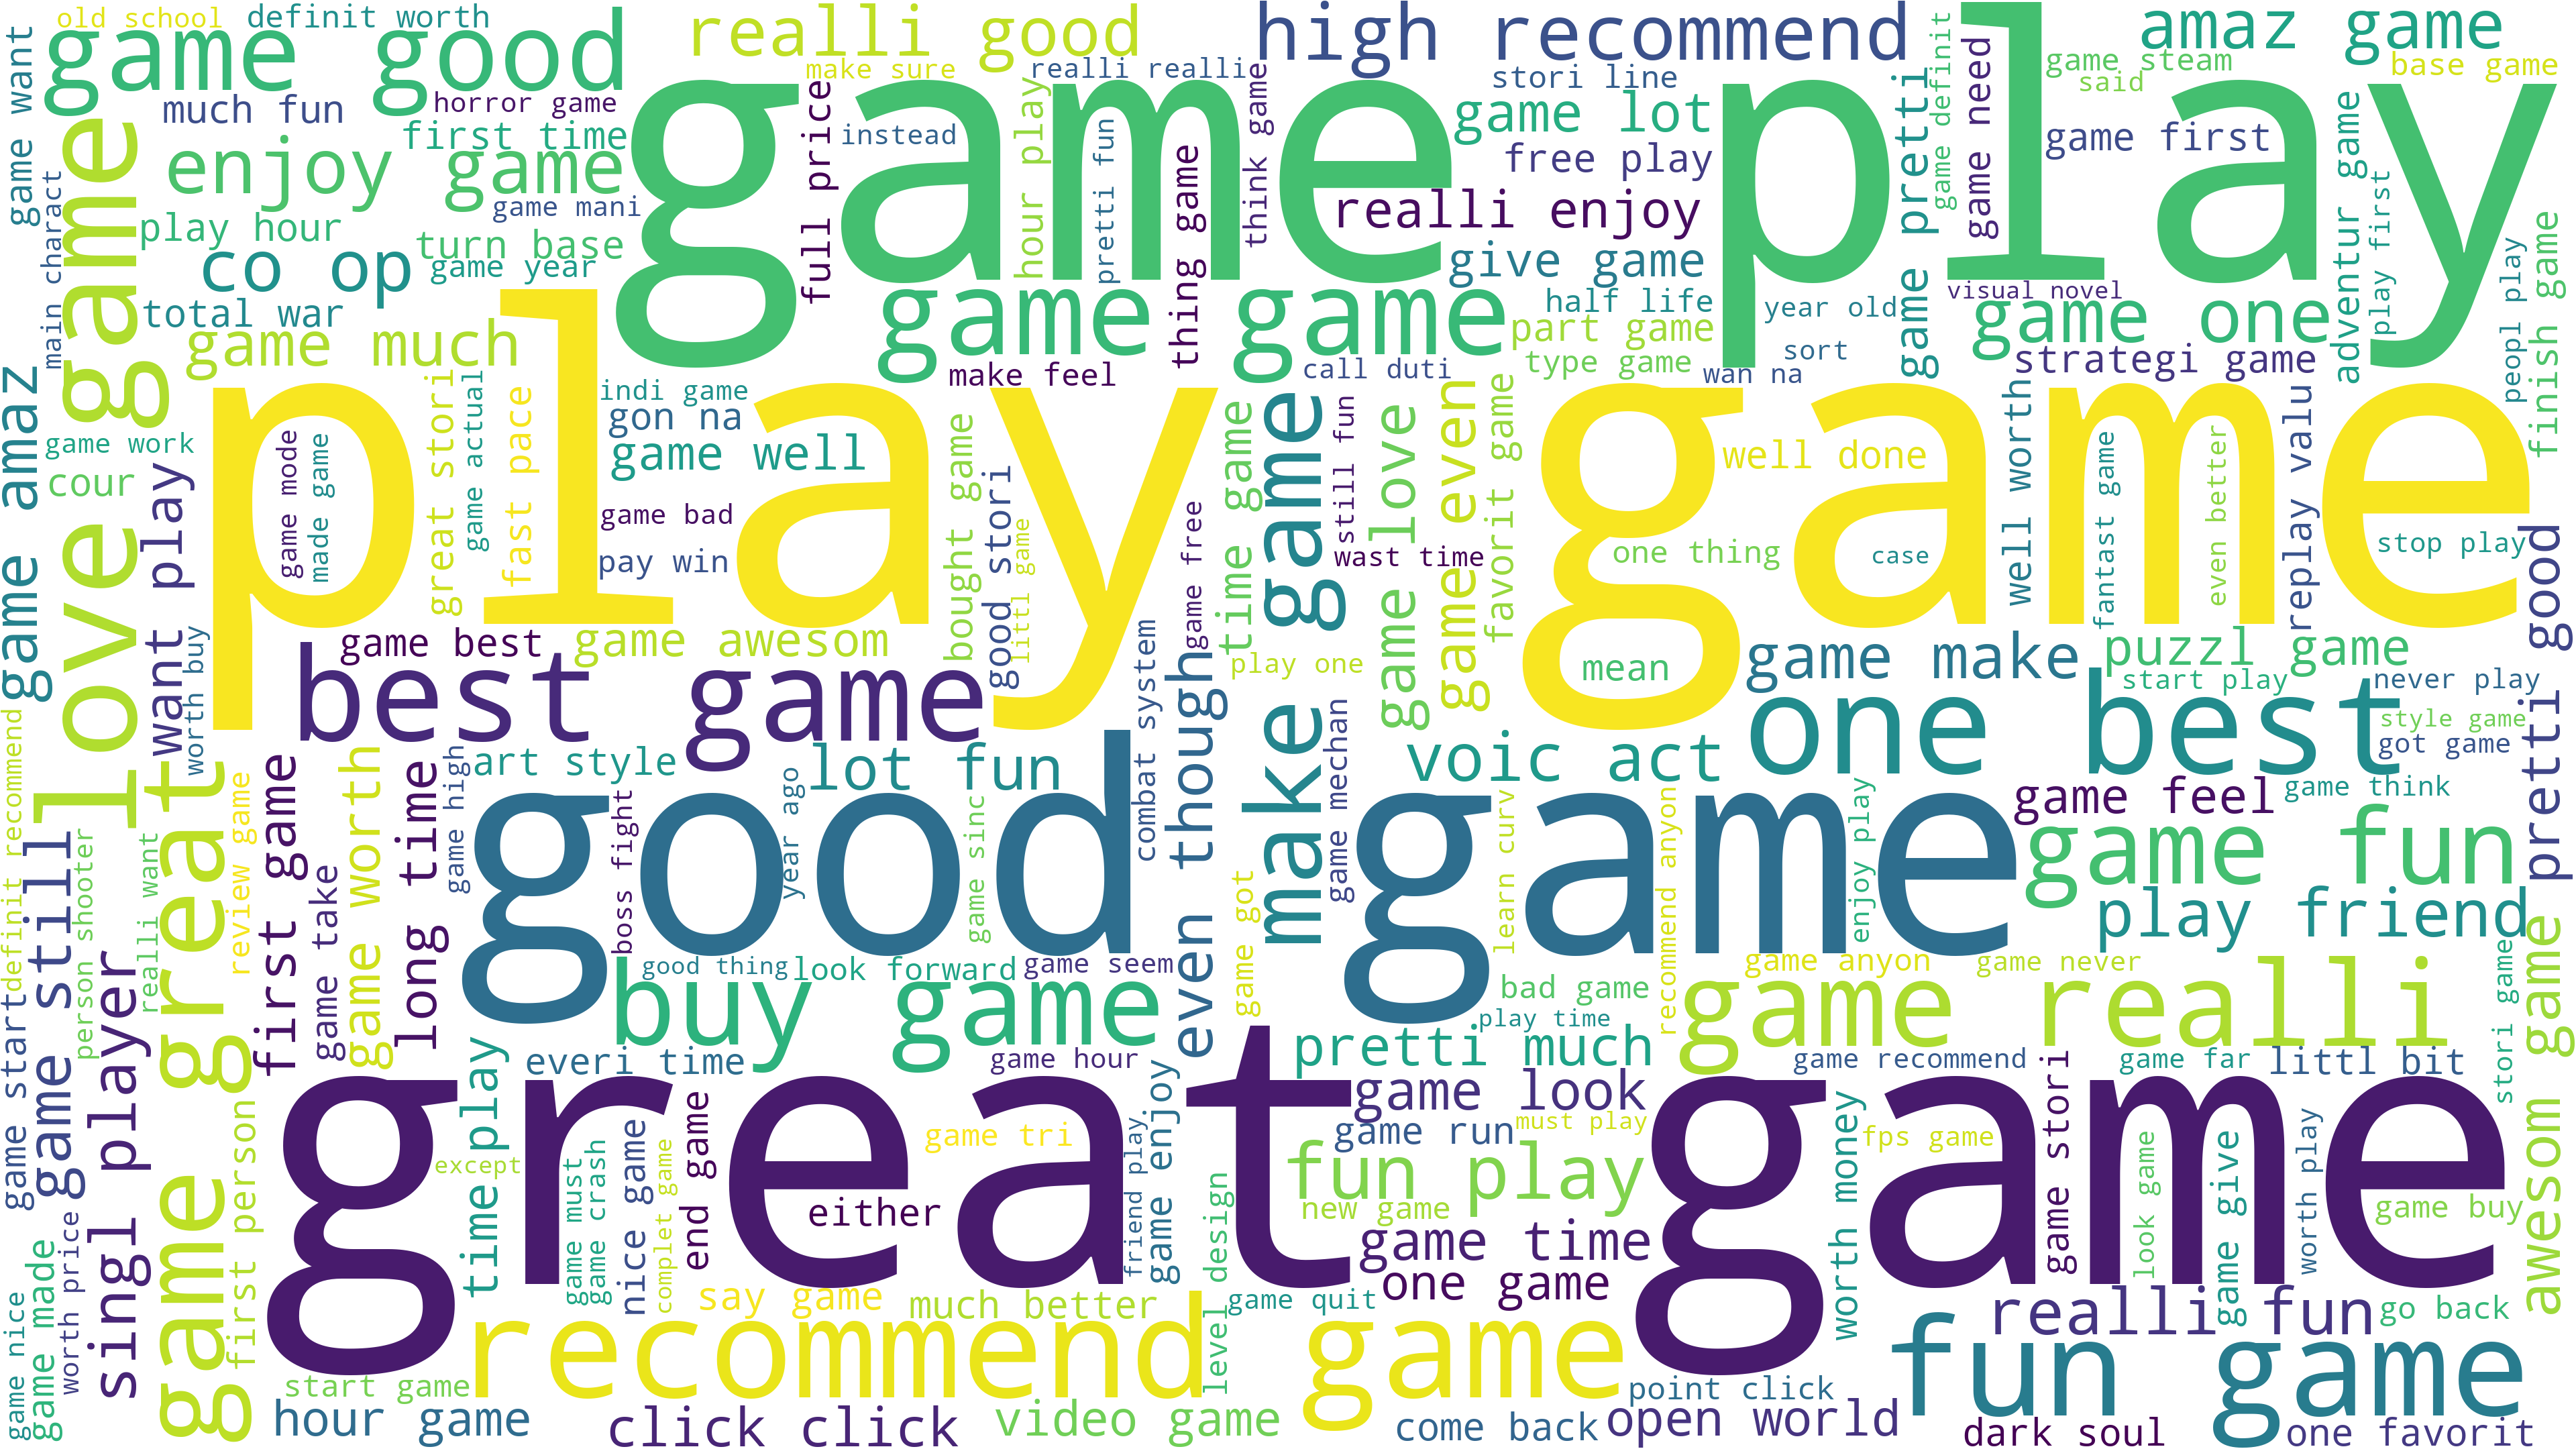 old school
definit worth
game good
realli good
high recommend
amaz game
game want
much fun
horror game
first time
make sure
realli realli
stori line
game steam
said
base game
game play
enjoy game
instead
full price
hour play
pretti fun
think game
thing game
game lot
free play
realli enjoy
game pretti
game definit
game need
game first
adventur game
play first
main charact
play hour
game mani
turn base
co op
game year
total war
give game
half life
year old
visual novel
peopl play
finish game
love game
game much
game game
part game
game one
type game
sort
strategi game
make feel
call duti
wan na
game amaz
play game
indi game
gon na
game well
game work
cour
want play
game mode
made game
great stori
game actual
fast pace
game bad
pay win
bought game
good stori
littl game
game free
time game
make game
still fun
wast time
game love
game even
favorit game
well done
one thing
case
well worth
fantast game
even better
replay valu
stop play
pretti good
worth buy
game best
game awesom
best game
play one
mean
game make
puzzl game
start play
never play
style game
got game
one best
combat system
even though
game mechan
voic act
game feel
game think
definit recommend
game still
person shooter
realli want
game great
review game
first game
game take
game worth
long time
game high
art style
lot fun
good game
boss fight
year ago
game sinc
game got
learn curv
recommend anyon
enjoy play
game fun
play friend
good thing
look forward
game seem
buy game
game anyon
game never
bad game
play time
game realli
stori game
awesom game
game start
singl player
first person
time play
everi time
game hour
pretti much
game recommend
game far
littl bit
great game
game look
game run
must play
fps game
worth money
game stori
look game
game give
worth play
game buy
except
game must
game crash
nice game
complet game
end game
game tri
either
friend play
game enjoy
level design
fun play
new game
game time
one game
game nice
game made
worth price
say game
much better
game quit
realli fun
go back
start game
recommend game
point click
fun game
hour game
click click
video game
come back
open world
dark soul
one favorit